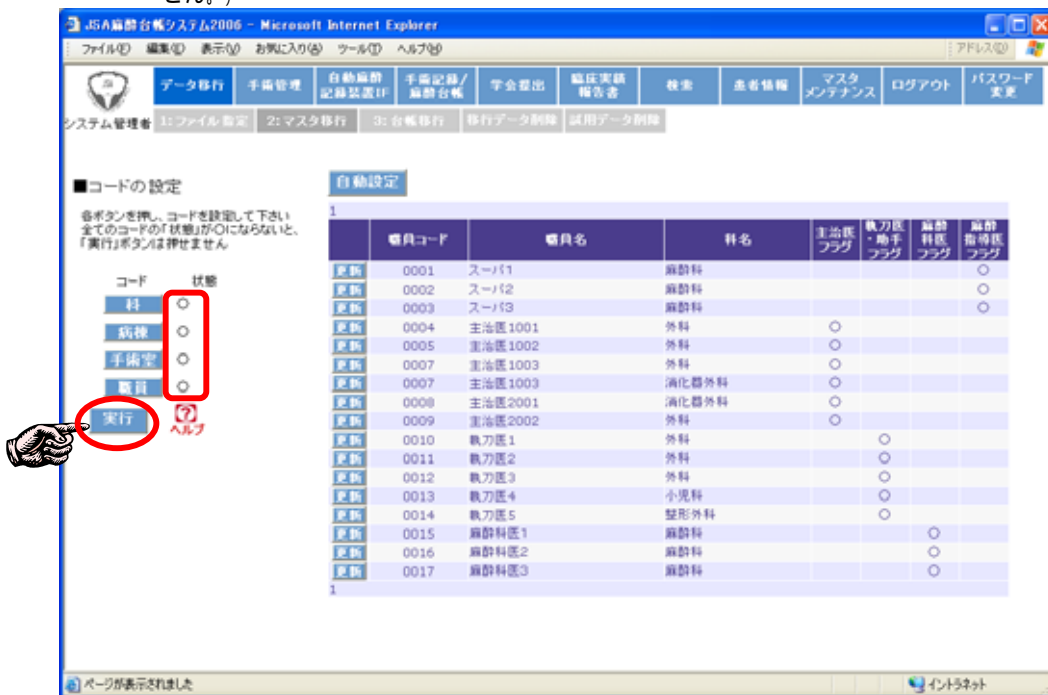 せん。)
JSA麻酔台帳システム2006 - Microsoft Internet Explorer
ファイル(F) 編集(E) 表示(V) お気に入り(A) ツール(T) ヘルプ(H) アドレス(D)
データ移行 手術管理 自動麻酔記録装置IF 手術記録/麻酔台帳 学会提出 臨床実績報告書 検索 患者情報 マスタメンテナンス ログアウト パスワード変更
システム管理者 1:ファイル指定 2:マスタ移行 3:台帳移行 移行データ削除 試用データ削除
■コードの設定
各ボタンを押し、コードを設定して下さい
全てのコードの「状態」が○にならないと、
「実行」ボタンは押せません
コード 状態
科 ○
病棟 ○
手術室 ○
職員 ○
実行 ?
ヘルプ
自動設定
1
職員コード 職員名 科名 主治医フラグ 執刀医・助手フラグ 麻酔科医フラグ 麻酔指導医フラグ
更新 0001 スーパ1 麻酔科 ○
更新 0002 スーパ2 麻酔科 ○
更新 0003 スーパ3 麻酔科 ○
更新 0004 主治医1001 外科 ○
更新 0005 主治医1002 外科 ○
更新 0007 主治医1003 外科 ○
更新 0007 主治医1003 消化器外科 ○
更新 0008 主治医2001 消化器外科 ○
更新 0009 主治医2002 外科 ○
更新 0010 執刀医1 外科 ○
更新 0011 執刀医2 外科 ○
更新 0012 執刀医3 外科 ○
更新 0013 執刀医4 小児科 ○
更新 0014 執刀医5 整形外科 ○
更新 0015 麻酔科医1 麻酔科 ○
更新 0016 麻酔科医2 麻酔科 ○
更新 0017 麻酔科医3 麻酔科 ○
1
ページが表示されました イントラネット